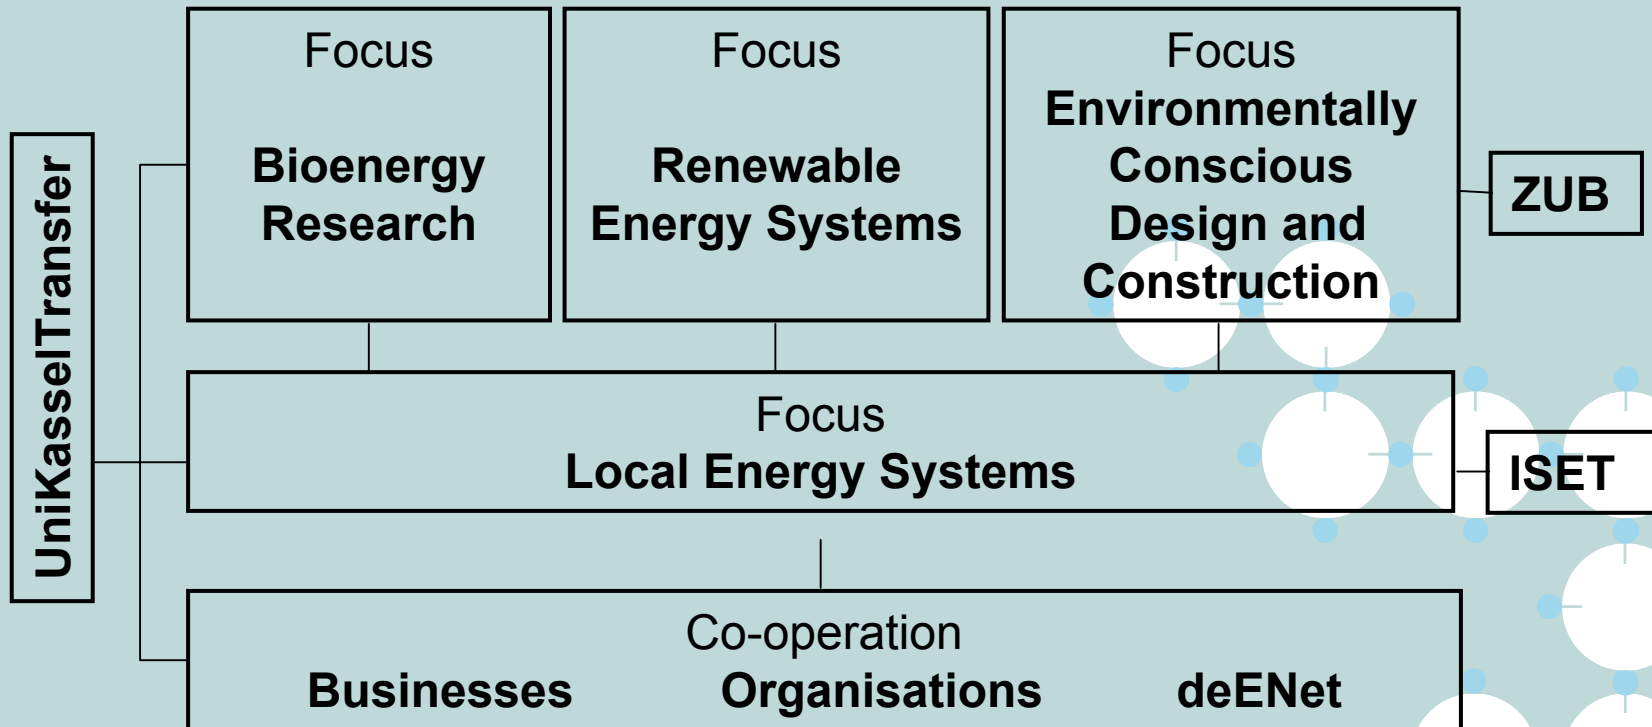 UniKasselTransfer
Focus
Bioenergy
Research
Focus
Renewable
Energy Systems
Focus
Environmentally
Conscious
Design and
Construction
ZUB
Focus
Local Energy Systems
ISET
Co-operation
Businesses Organisations deENet